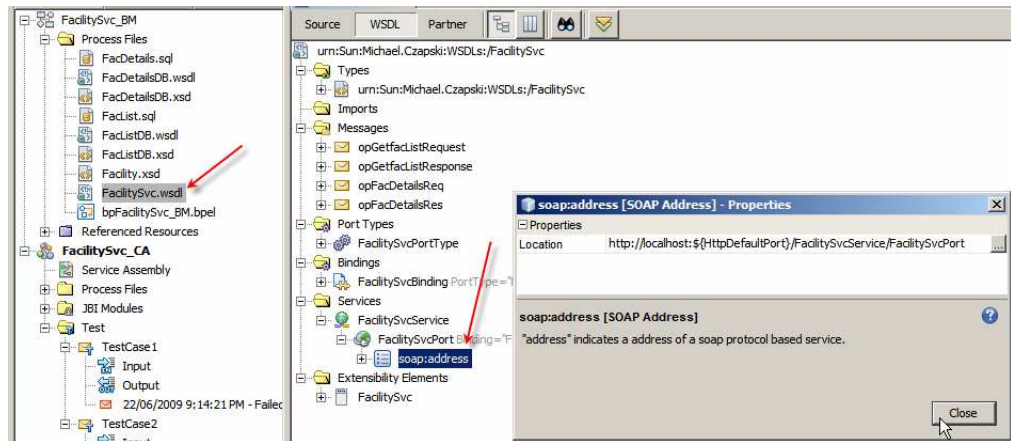 FacilitySvc_BM
Process Files
FacDetails.sql
FacDetailsDB.wsdl
FacDetailsDB.xsd
FacList.sql
FacListDB.wsdl
FacListDB.xsd
Facility.xsd
FacilitySvc.wsdl
bpFacilitySvc_BM.bpel
Referenced Resources
FacilitySvc_CA
Service Assembly
Process Files
JBI Modules
Test
TestCase1
Input
Output
22/06/2009 9:14:21 PM - Failed
TestCase2
Input
Source WSDL Partner
urn:Sun:Michael.Czapski:WSDLs:/FacilitySvc
Types
urn:Sun:Michael.Czapski:WSDLs:/FacilitySvc
Imports
Messages
opGetfacListRequest
opGetfacListResponse
opFacDetailsReq
opFacDetailsRes
Port Types
FacilitySvcPortType
Bindings
FacilitySvcBinding PortType="
Services
FacilitySvcService
FacilitySvcPort Binding="F
soap:address
Extensibility Elements
FacilitySvc
soap:address [SOAP Address] - Properties
Properties
Location http://localhost:${HttpDefaultPort}/FacilitySvcService/FacilitySvcPort ...
soap:address [SOAP Address]
"address" indicates a address of a soap protocol based service.
Close